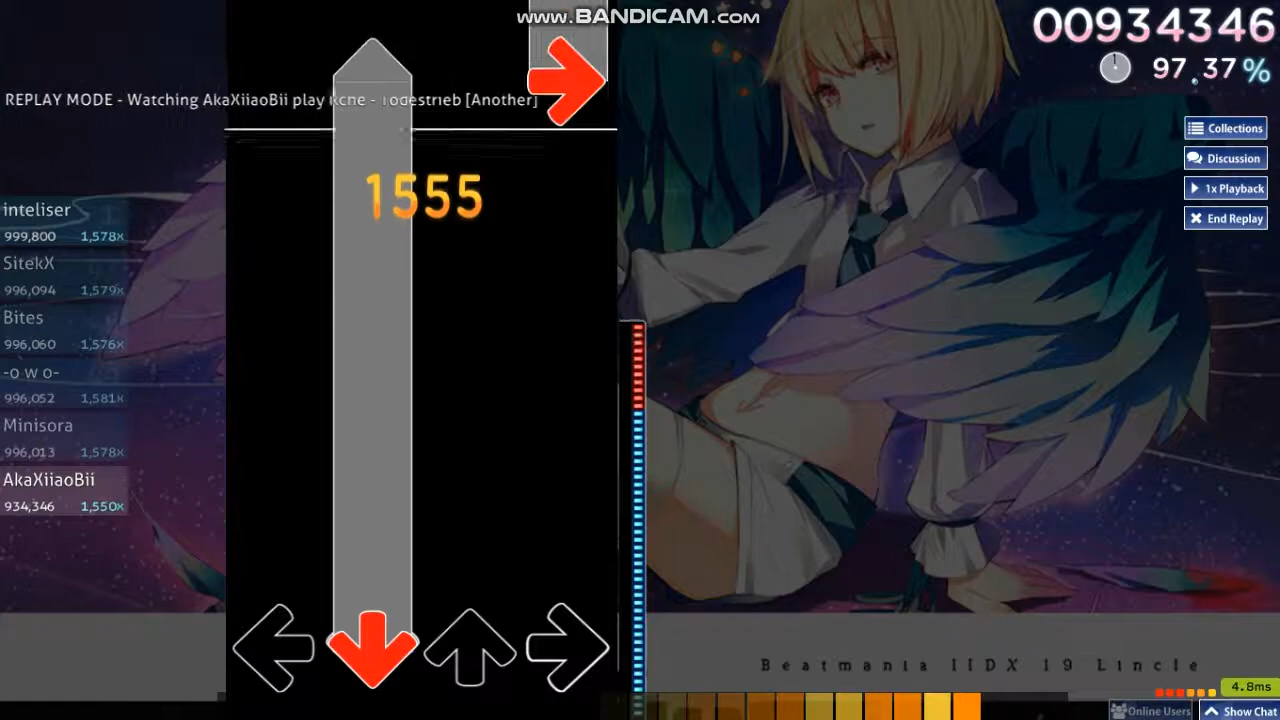 www.BANDICAM.com
00934346
97.37%
REPLAY MODE - Watching AkaXiiaoBii play - Todestrieb [Another]
Collections
Discussion
1x Playback
End Replay
1555
inteliser
999,800 1,578x
SitekX
996,094 1,579x
Bites
996,060 1,576x
-o w o-
996,052 1,581x
Minisora
996,013 1,578x
AkaXiiaoBii
934,346 1,550x
Beatmania IIDX 19 Lincle
4.8ms
Online Users
Show Chat